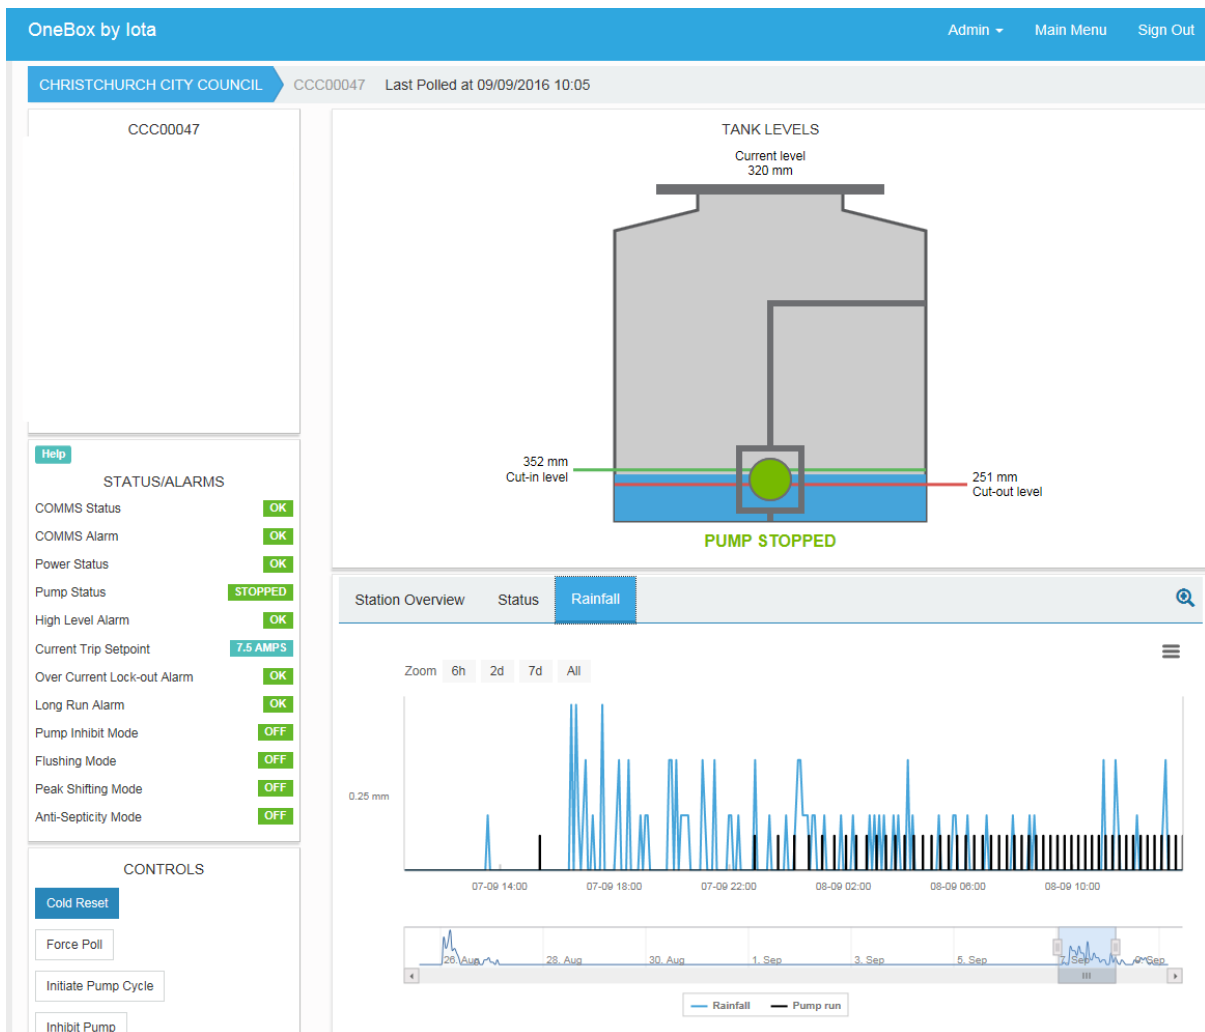 OneBox by Iota
Admin
Main Menu
Sign Out
CHRISTCHURCH CITY COUNCIL
CCC00047
Last Polled at 09/09/2016 10:05
CCC00047
Help
STATUS/ALARMS
COMMS Status OK
COMMS Alarm OK
Power Status OK
Pump Status STOPPED
High Level Alarm OK
Current Trip Setpoint 7.5 AMPS
Over Current Lock-out Alarm OK
Long Run Alarm OK
Pump Inhibit Mode OFF
Flushing Mode OFF
Peak Shifting Mode OFF
Anti-Septicity Mode OFF
CONTROLS
Cold Reset
Force Poll
Initiate Pump Cycle
Inhibit Pump
TANK LEVELS
Current level
320 mm
352 mm
Cut-in level
251 mm
Cut-out level
PUMP STOPPED
Station Overview
Status
Rainfall
Zoom 6h 2d 7d All
0.25 mm
07-09 14:00 07-09 18:00 07-09 22:00 08-09 02:00 08-09 06:00 08-09 10:00
26. Aug 28. Aug 30. Aug 1. Sep 3. Sep 5. Sep 7. Sep 9. Sep
Rainfall Pump run